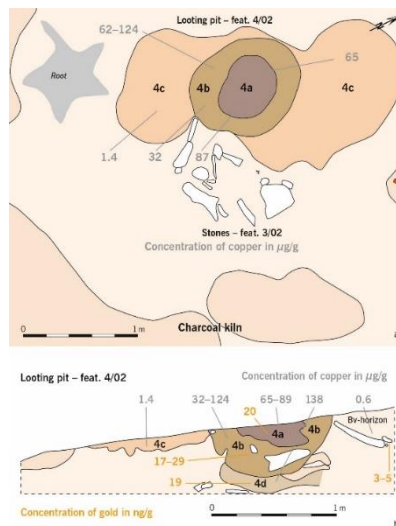 Looting pit – feat. 4/02
62–124
65
Root
4c
4b
4a
4c
1.4
32
87
Stones – feat. 3/02
Concentration of copper in µg/g
0
1 m
Charcoal kiln
Looting pit – feat. 4/02
Concentration of copper in µg/g
1.4
32–124
65–89
138
0.6
20
Bv-horizon
4c
4a
4b
4b
17–29
19
4d
3–5
Concentration of gold in ng/g
0
1 m